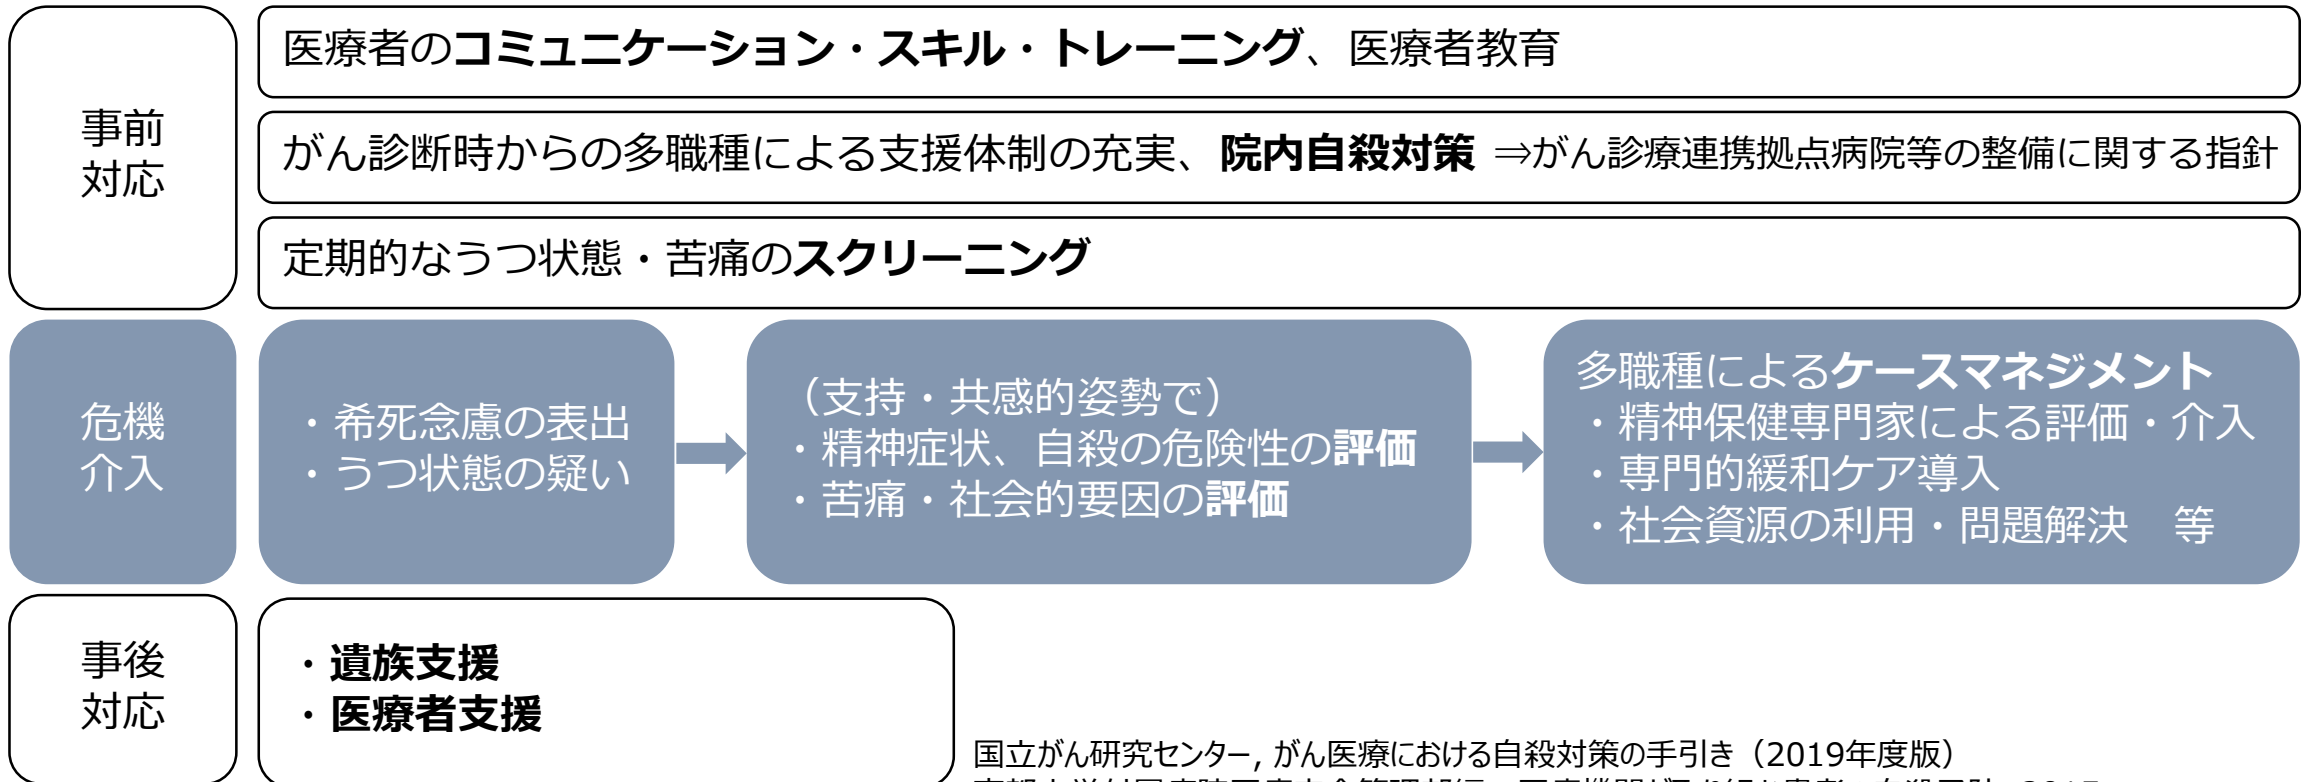 事前
対応
医療者のコミュニケーション・スキル・トレーニング、医療者教育
がん診断時からの多職種による支援体制の充実、院内自殺対策 ⇒がん診療連携拠点病院等の整備に関する指針
定期的なうつ状態・苦痛のスクリーニング
危機
介入
・希死念慮の表出
・うつ状態の疑い
（支持・共感的姿勢で）
・精神症状、自殺の危険性の評価
・苦痛・社会的要因の評価
多職種によるケースマネジメント
・精神保健専門家による評価・介入
・専門的緩和ケア導入
・社会資源の利用・問題解決　等
事後
対応
・遺族支援
・医療者支援
国立がん研究センター, がん医療における自殺対策の手引き（2019年度版）